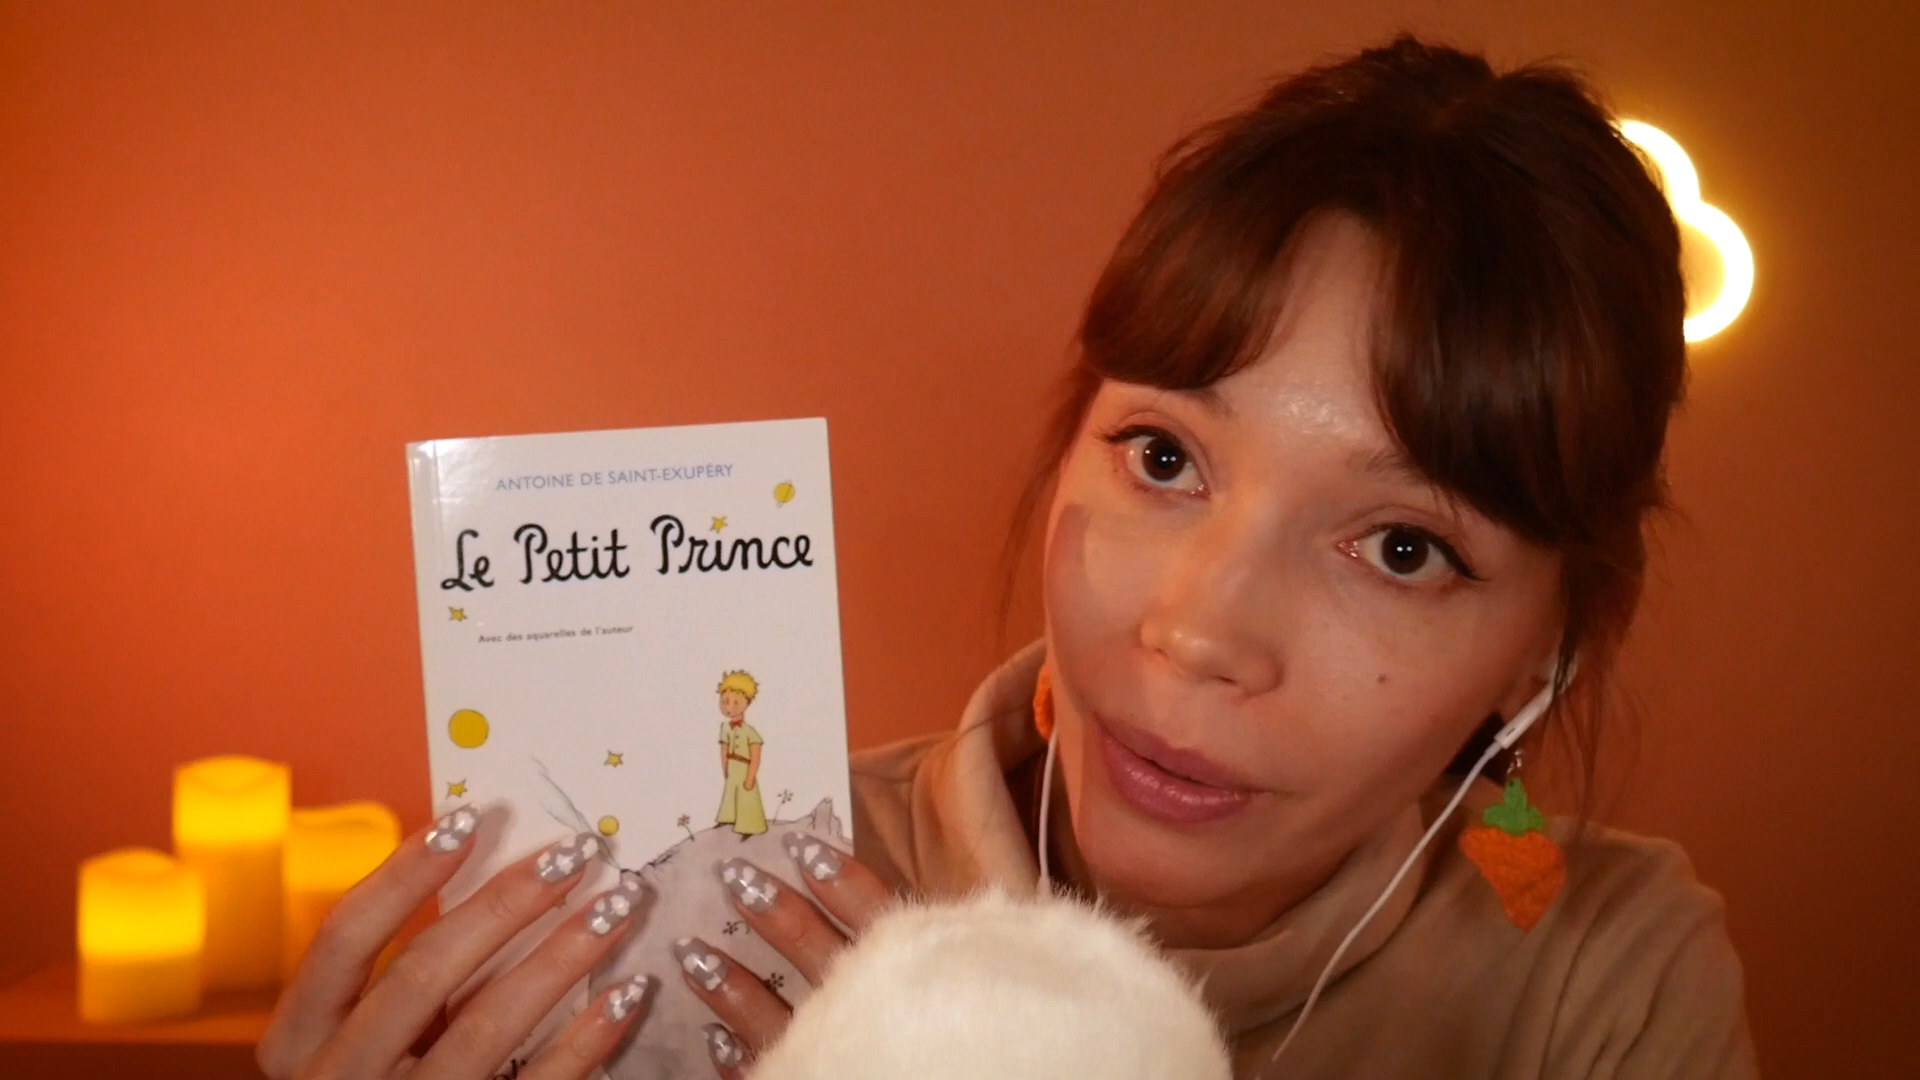 ANTOINE DE SAINT-EXUPÉRY
Le Petit Prince
Avec des aquarelles de l'auteur